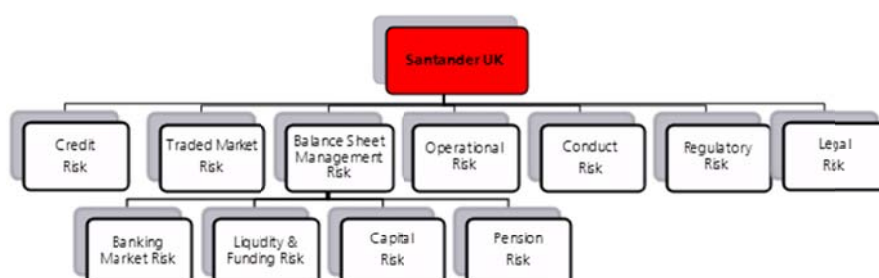 Santander UK
Credit
Risk
Traded Market
Risk
Balance Sheet
Management
Risk
Operational
Risk
Conduct
Risk
Regulatory
Risk
Legal
Risk
Banking
Market Risk
Liqudity &
Funding Risk
Capital
Risk
Pension
Risk